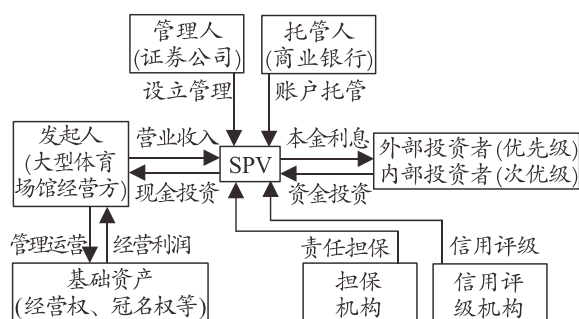 管理人
(证券公司)
托管人
(商业银行)
设立管理
账户托管
发起人
(大型体育
场馆经营方)
营业收入
现金投资
SPV
本金利息
资金投资
外部投资者(优先级)
内部投资者(次优级)
管理运营
经营利润
责任担保
信用评级
基础资产
(经营权、冠名权等)
担保
机构
信用评
级机构